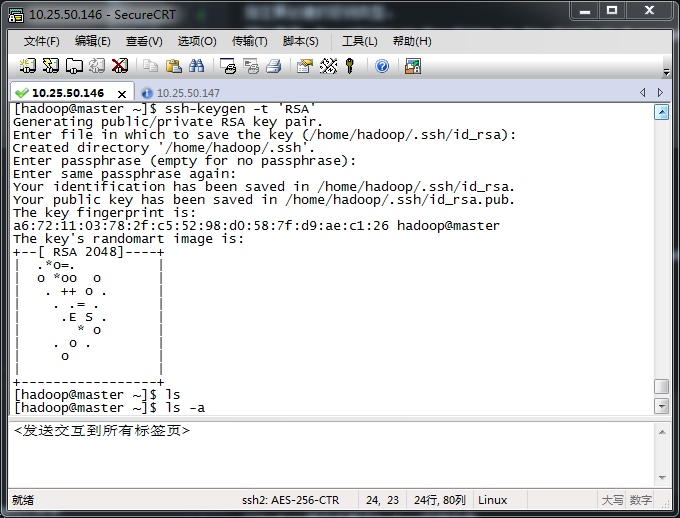 10.25.50.146 - SecureCRT
文件(F) 编辑(E) 查看(V) 选项(O) 传输(T) 脚本(S) 工具(L) 帮助(H)
10.25.50.146 10.25.50.147
[hadoop@master ~]$ ssh-keygen -t 'RSA'
Generating public/private RSA key pair.
Enter file in which to save the key (/home/hadoop/.ssh/id_rsa):
Created directory '/home/hadoop/.ssh'.
Enter passphrase (empty for no passphrase):
Enter same passphrase again:
Your identification has been saved in /home/hadoop/.ssh/id_rsa.
Your public key has been saved in /home/hadoop/.ssh/id_rsa.pub.
The key fingerprint is:
a6:72:11:03:78:2f:c5:52:98:d0:58:7f:d9:ae:c1:26 hadoop@master
The key's randomart image is:
+--[ RSA 2048]----+
|  .*o=.          |
|  o *oo  o       |
|   . ++ o .      |
|    . .= .       |
|     .E S .      |
|       * o       |
|    . o .        |
|     o           |
|                 |
+-----------------+
[hadoop@master ~]$ ls
[hadoop@master ~]$ ls -a
<发送交互到所有标签页>
就绪 ssh2: AES-256-CTR 24, 23 24行, 80列 Linux 大写 数字